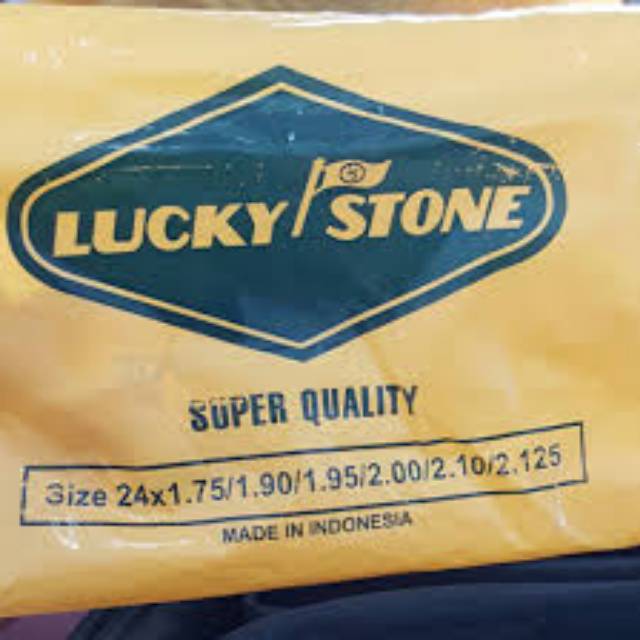 LUCKY STONE
SUPER QUALITY
Size 24x1.75/1.90/1.95/2.00/2.10/2.125
MADE IN INDONESIA